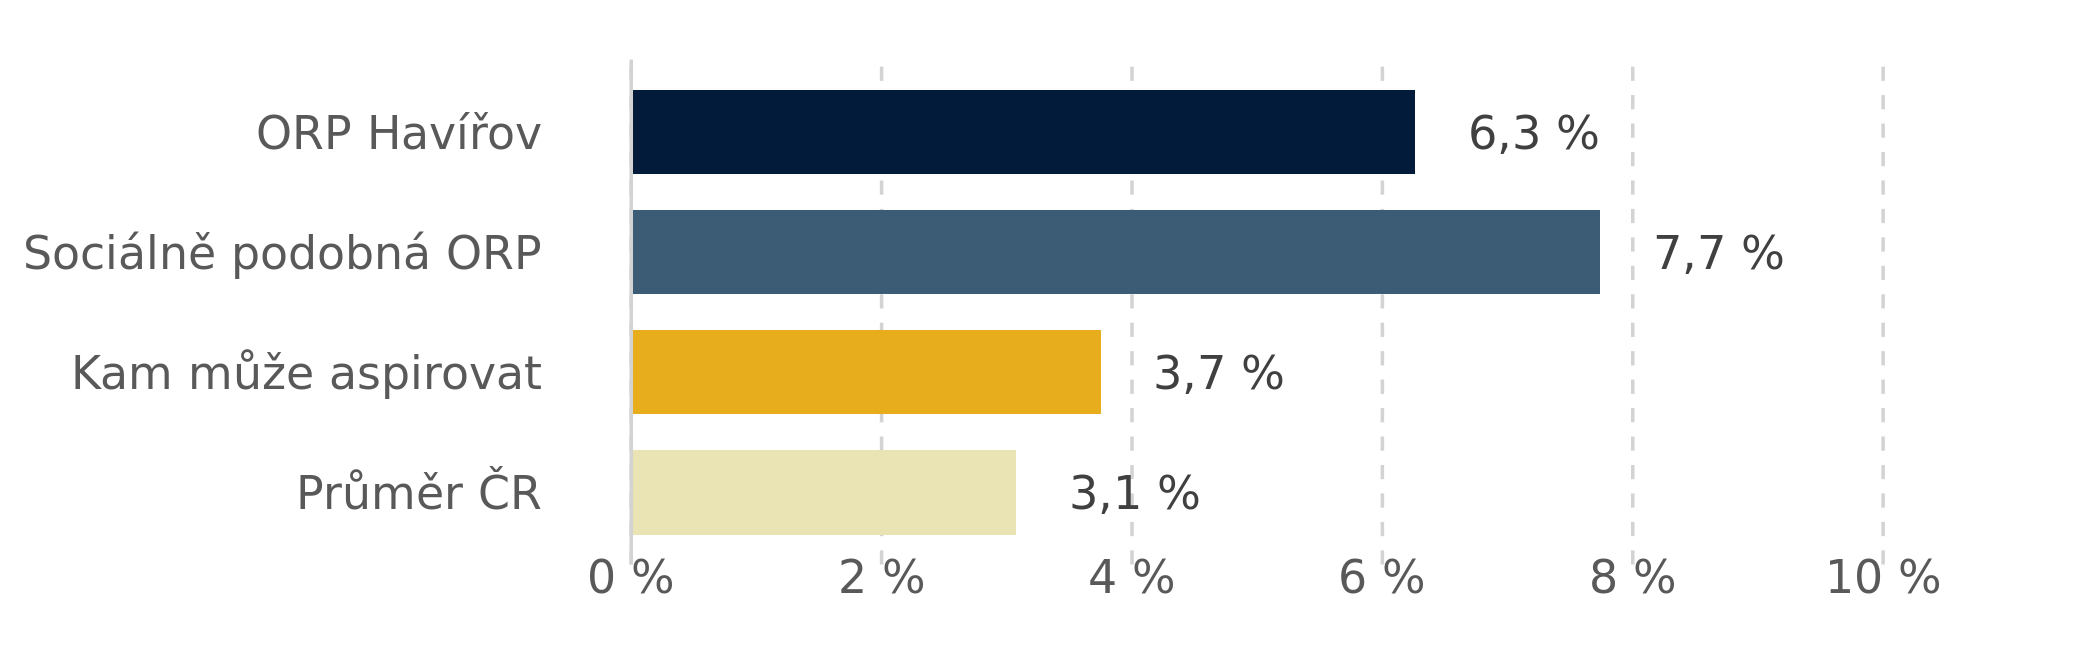 ORP Havířov 6,3 %
Sociálně podobná ORP 7,7 %
Kam může aspirovat 3,7 %
Průměr ČR 3,1 %
0 % 2 % 4 % 6 % 8 % 10 %